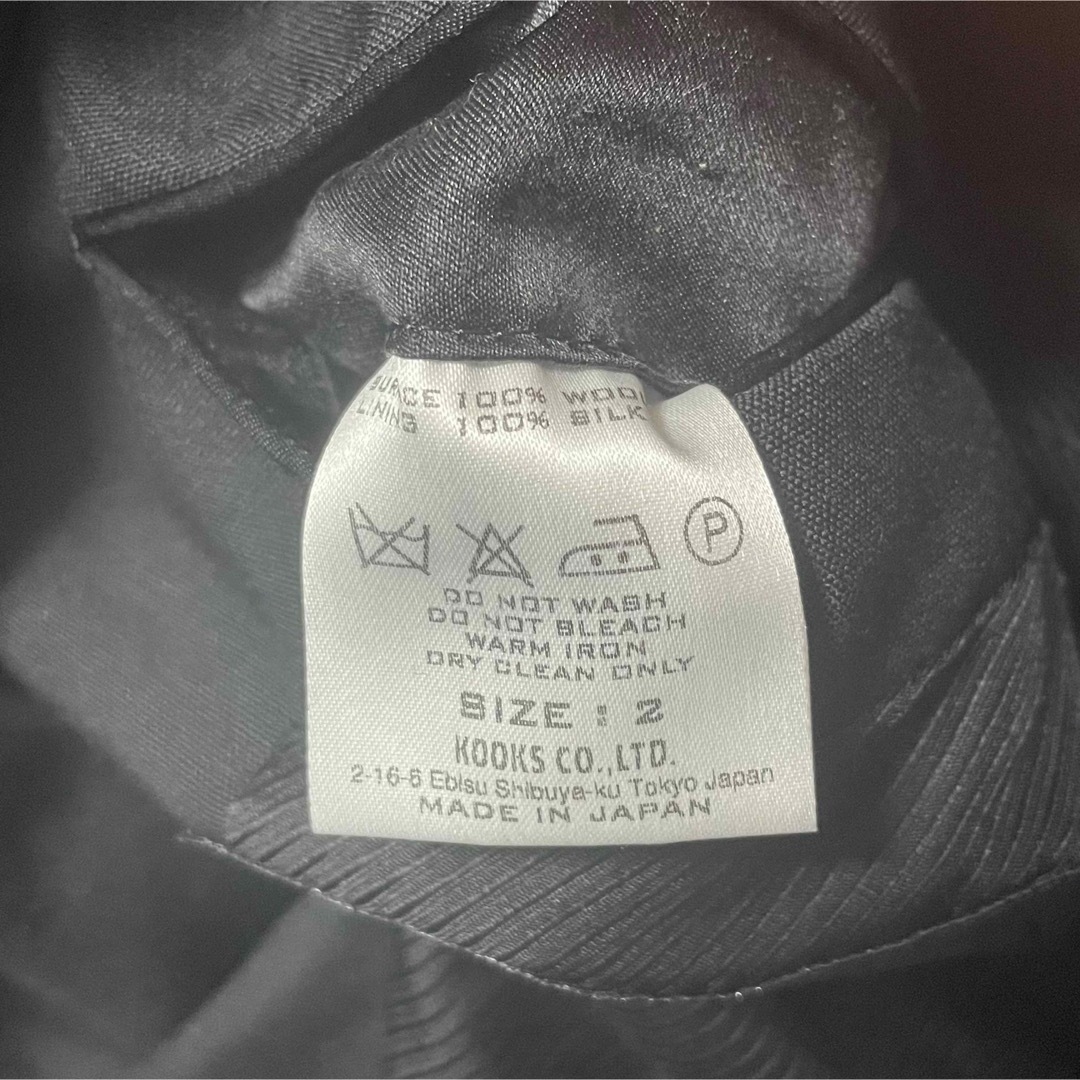 SURFACE 100% WOOL
LINING 100% SILK
P
DO NOT WASH
DO NOT BLEACH
WARM IRON
DRY CLEAN ONLY
SIZE : 2
KOOKS CO.,LTD.
2-16-6 Ebisu Shibuya-ku Tokyo Japan
MADE IN JAPAN